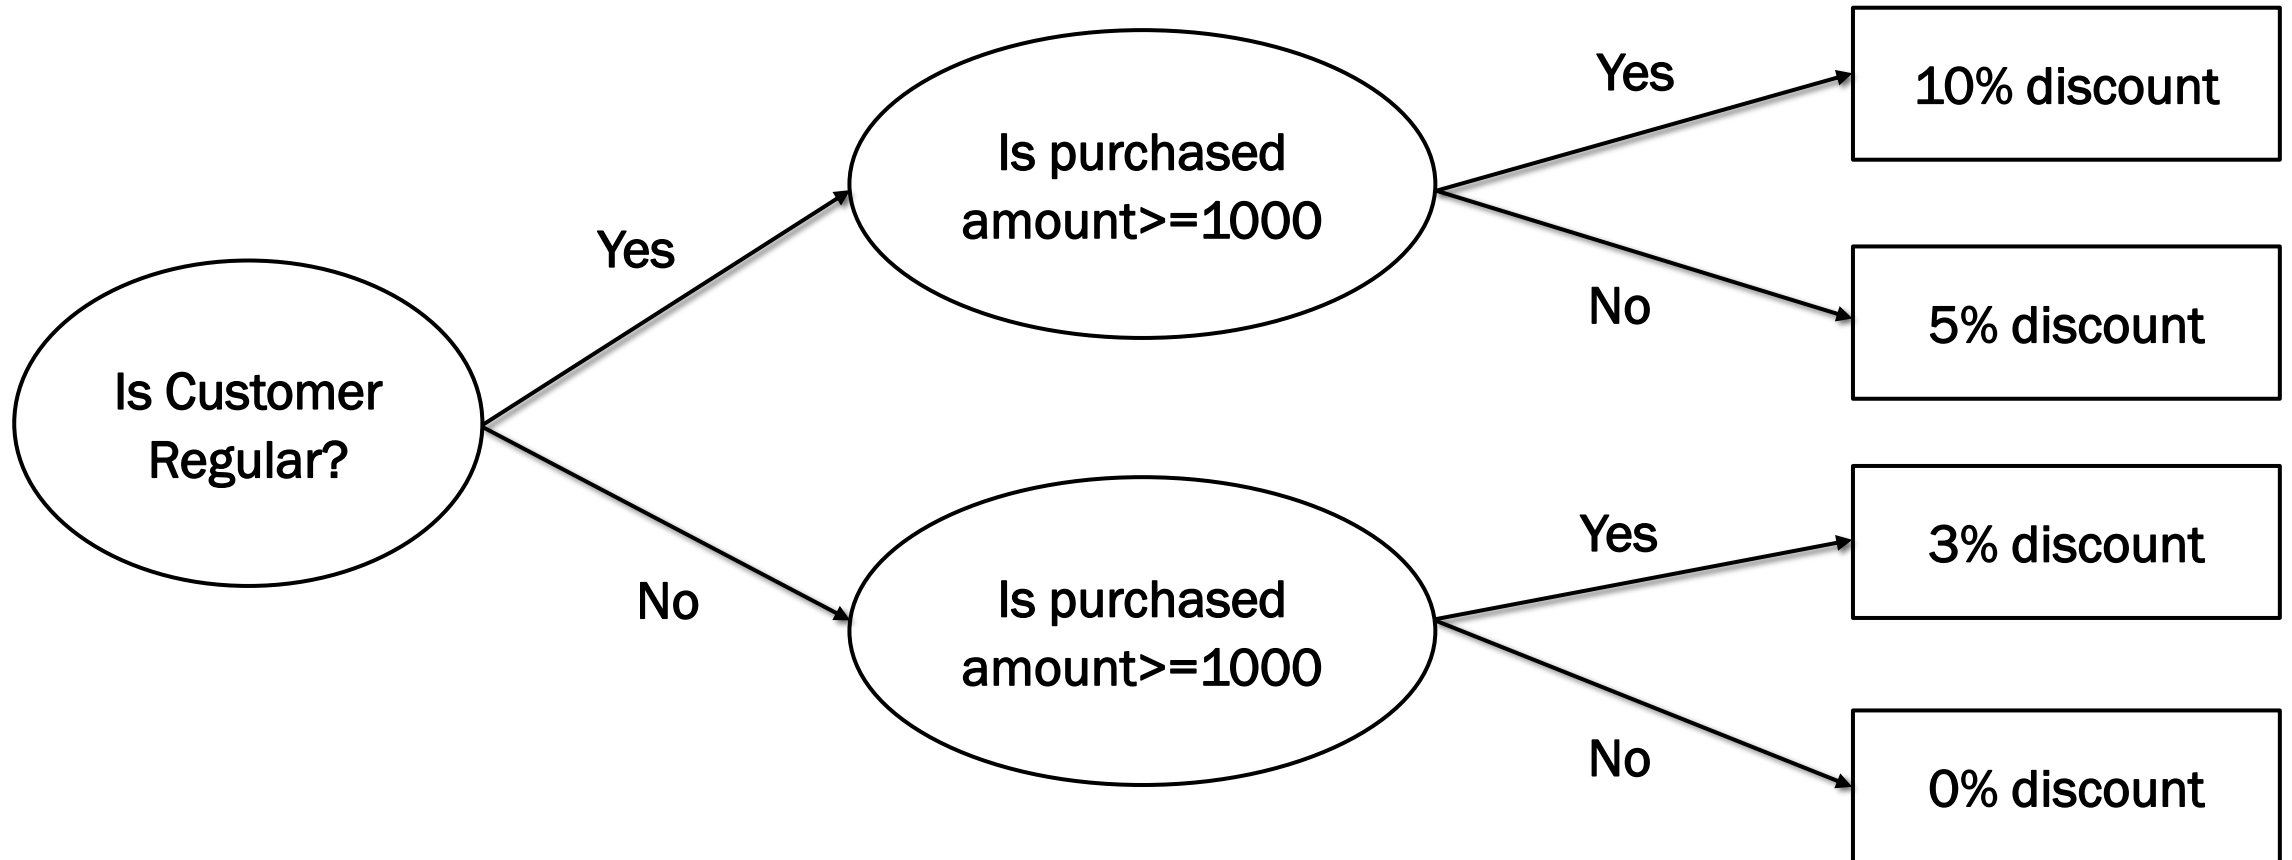 Is Customer
Regular?
Yes
No
Is purchased
amount>=1000
Yes
No
10% discount
5% discount
Is purchased
amount>=1000
Yes
No
3% discount
0% discount